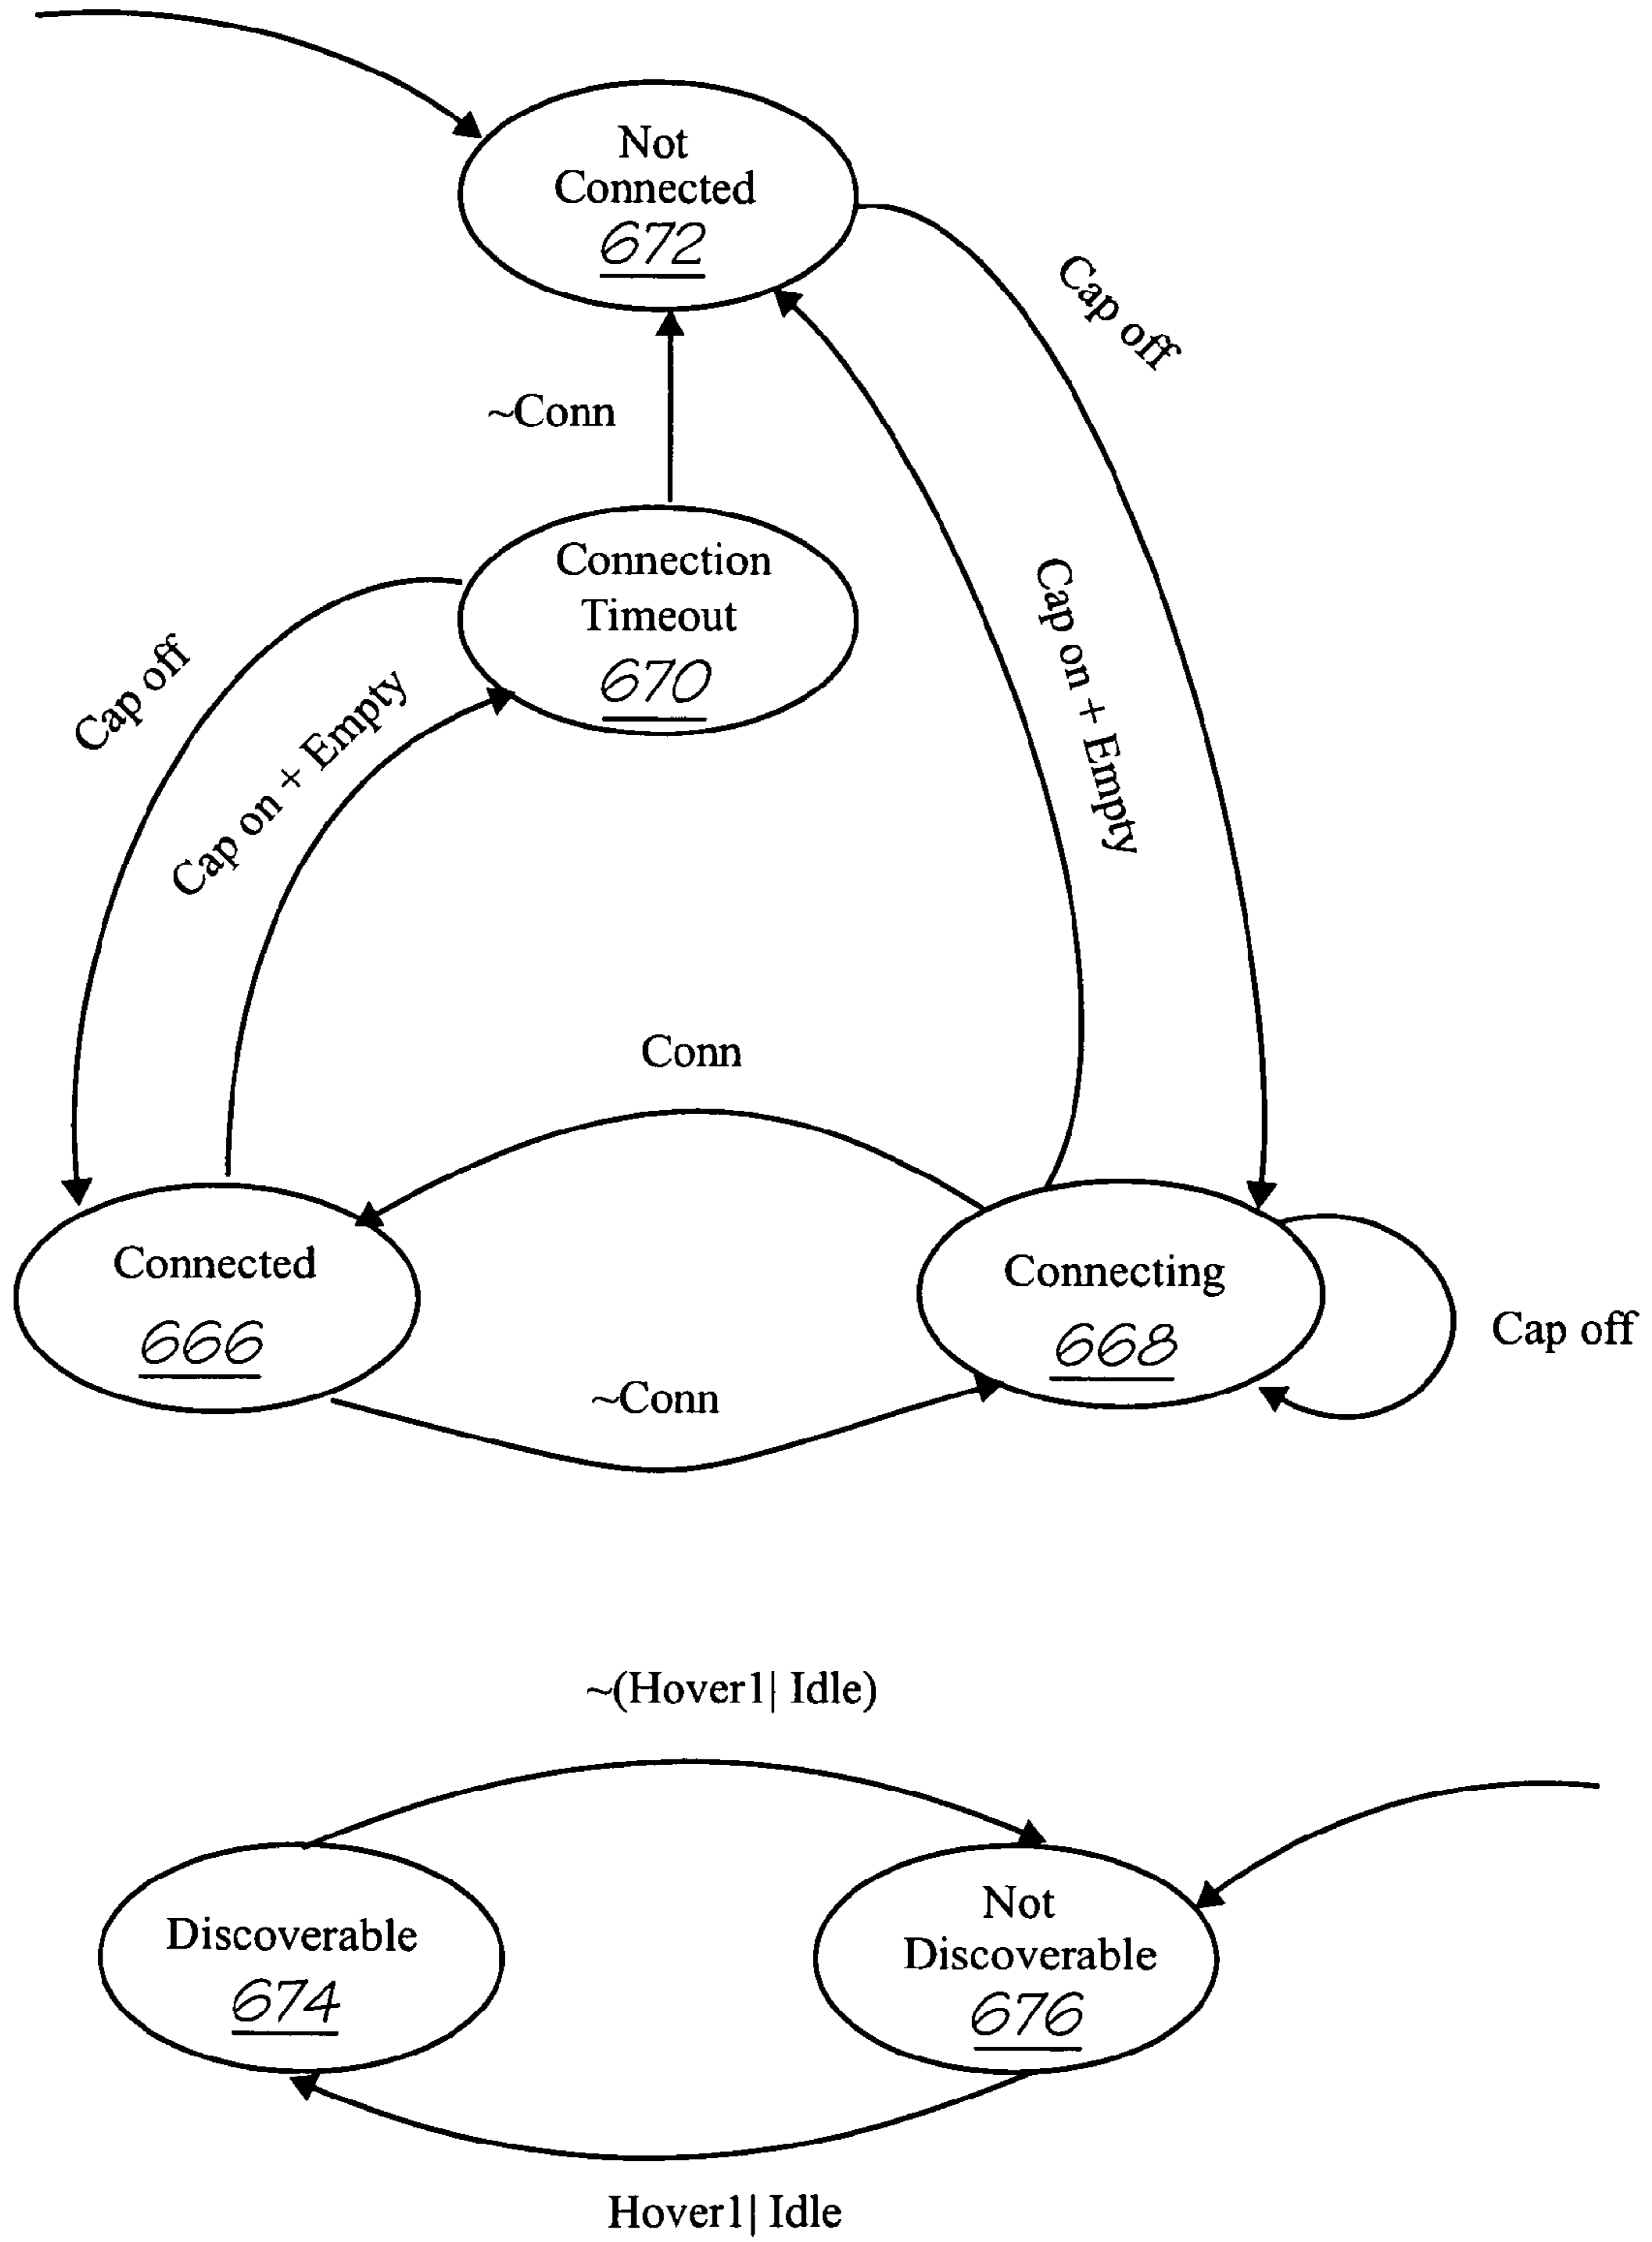 Not
Connected
672
Cap off
~Conn
Connection
Timeout
670
Cap off
Cap on + Empty
Cap on + Empty
Conn
Connected
666
Connecting
668
Cap off
~Conn
~(Hover1| Idle)
Discoverable
674
Not
Discoverable
676
Hover1| Idle